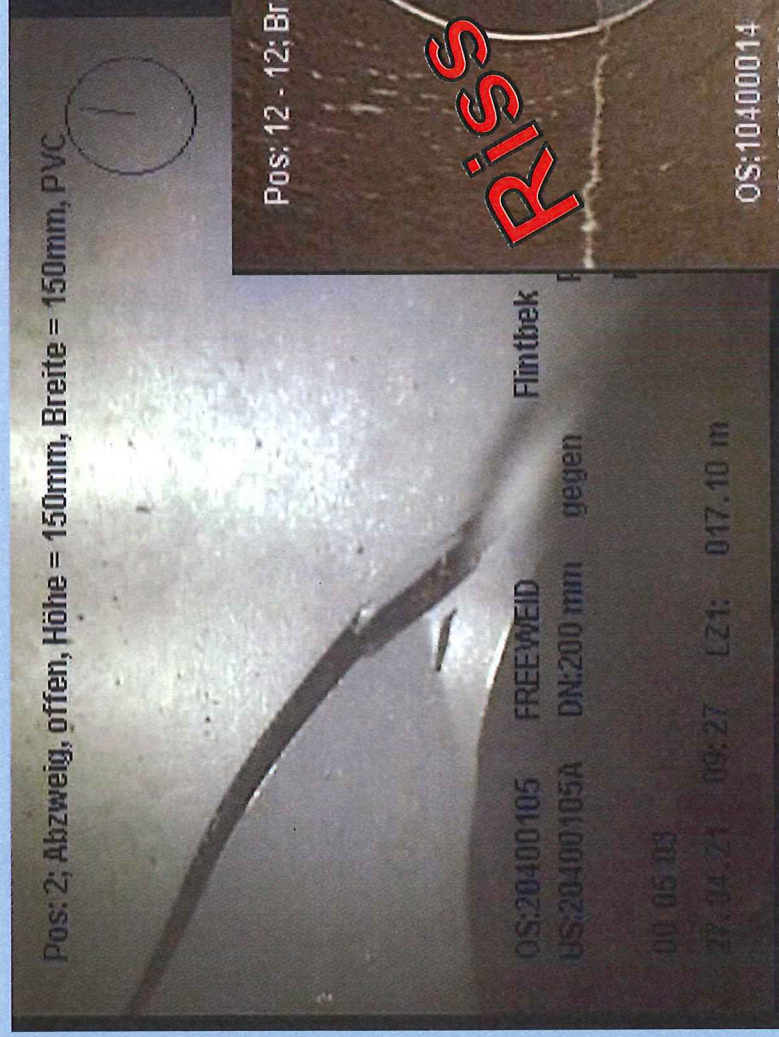 Pos: 2; Abzweig, offen, Höhe = 150mm, Breite = 150mm, PVC
OS:20400105 FREEWEID Flintbek
US:20400105A DN:200 mm gegen
00 05 03
27.04.21 09:27 LZ1: 017.10 m
Pos: 12 - 12; Br
Riss
OS:10400014